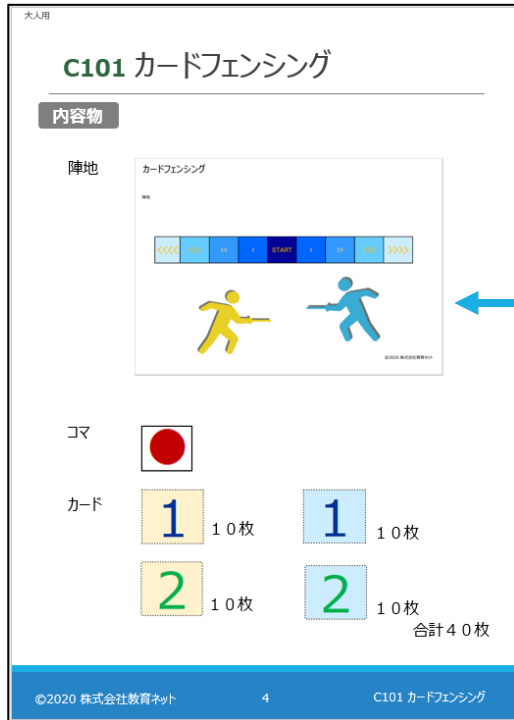 大人用
C101 カードフェンシング
内容物
陣地
カードフェンシング
陣地
<<<< <<< << < START > >> >>> >>>>
©2020 株式会社教育ネット
コマ
カード
1 10枚 1 10枚
2 10枚 2 10枚
合計40枚
©2020 株式会社教育ネット 4 C101 カードフェンシング